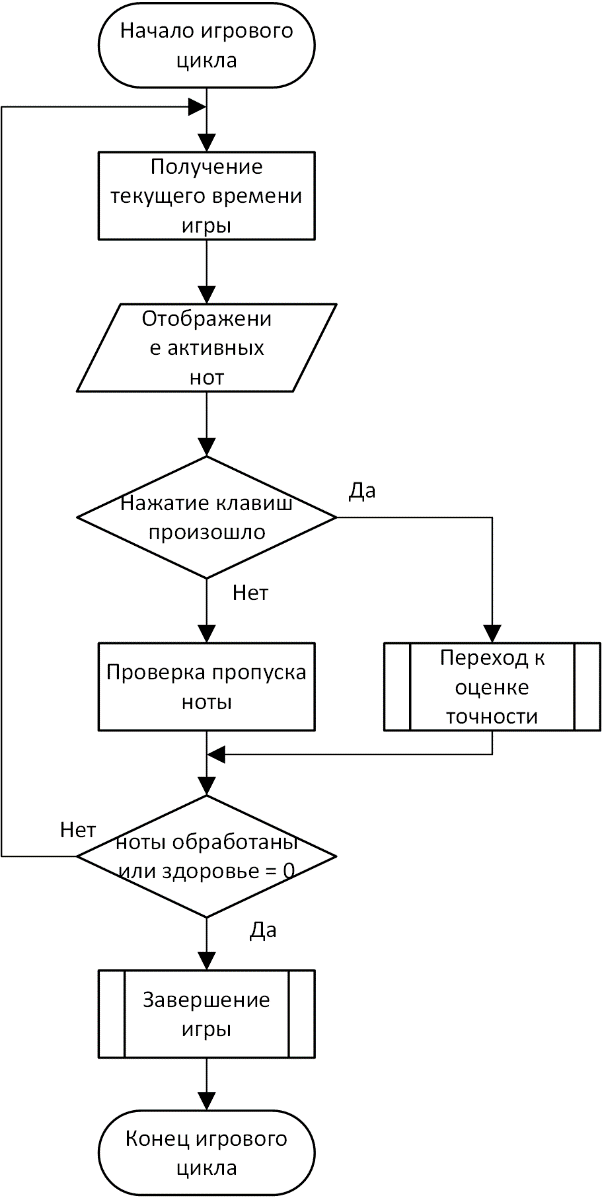 Начало игрового
цикла
Получение
текущего времени
игры
Отображени
е активных
нот
Нажатие клавиш
произошло
Да
Нет
Проверка пропуска
ноты
Переход к
оценке
точности
Нет
ноты обработаны
или здоровье = 0
Да
Завершение
игры
Конец игрового
цикла